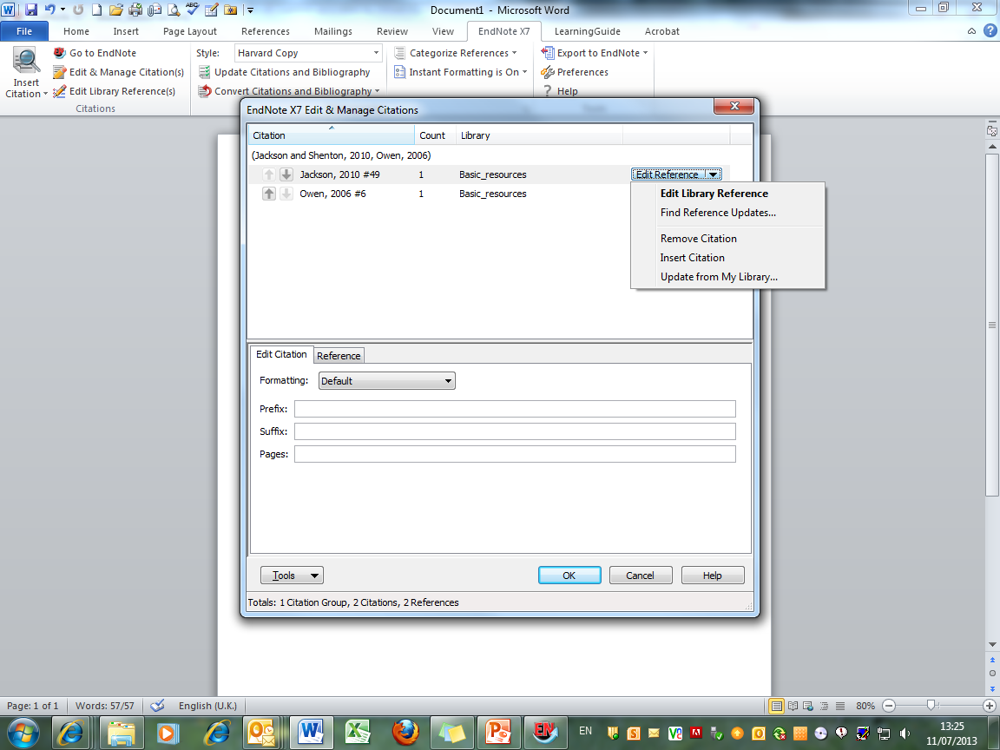 Document1 - Microsoft Word
File Home Insert Page Layout References Mailings Review View EndNote X7 LearningGuide Acrobat
Insert Citation
Go to EndNote
Edit & Manage Citation(s)
Edit Library Reference(s)
Citations
Style: Harvard Copy
Update Citations and Bibliography
Convert Citations and Bibliography
Categorize References
Instant Formatting is On
Export to EndNote
Preferences
Help
EndNote X7 Edit & Manage Citations
Citation Count Library
(Jackson and Shenton, 2010, Owen, 2006)
Jackson, 2010 #49 1 Basic_resources Edit Reference
Owen, 2006 #6 1 Basic_resources
Edit Library Reference
Find Reference Updates...
Remove Citation
Insert Citation
Update from My Library...
Edit Citation Reference
Formatting: Default
Prefix:
Suffix:
Pages:
Tools OK Cancel Help
Totals: 1 Citation Group, 2 Citations, 2 References
Page: 1 of 1 Words: 57/57 English (U.K.) 80%
EN 13:25
11/07/2013